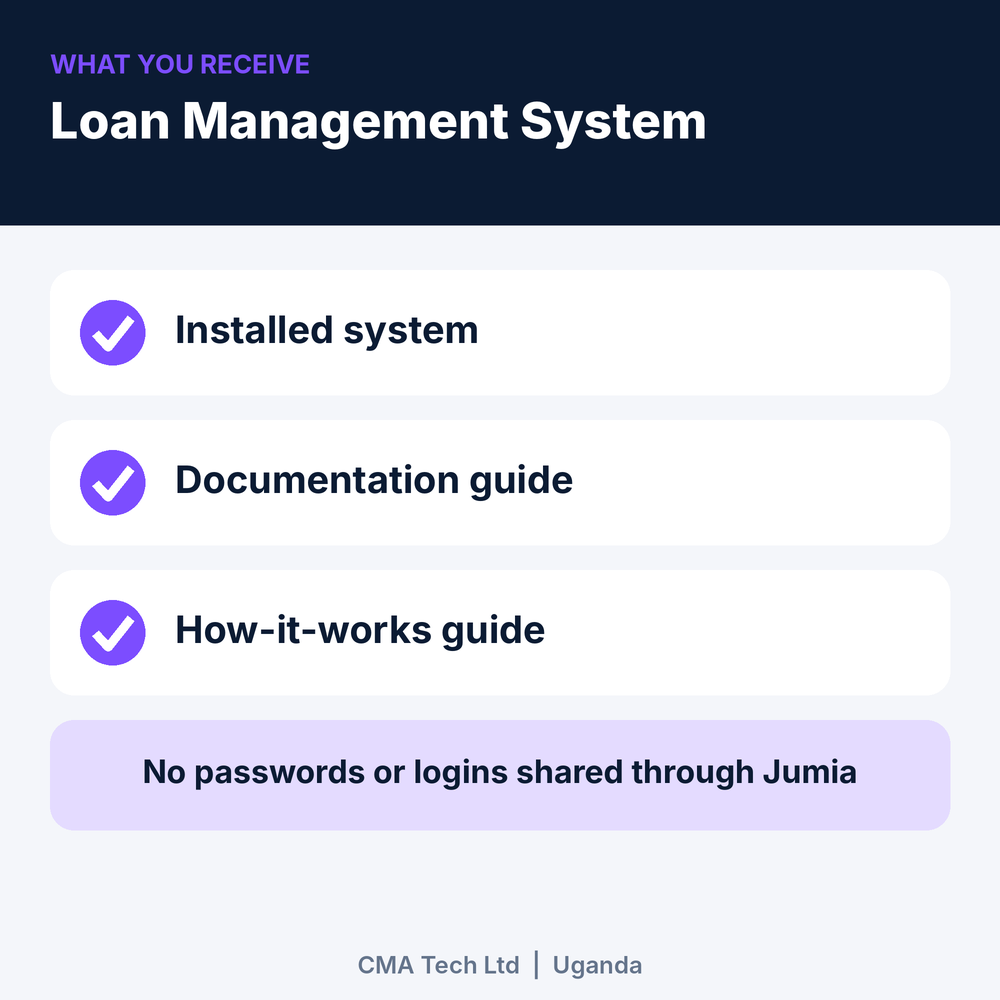 WHAT YOU RECEIVE
Loan Management System
Installed system
Documentation guide
How-it-works guide
No passwords or logins shared through Jumia
CMA Tech Ltd | Uganda